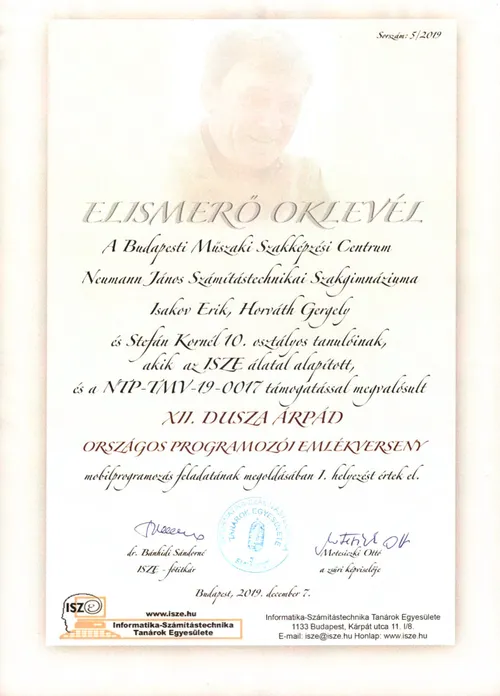 Sorszám: 5/2019
ELISMERŐ OKLEVÉL
A Budapesti Műszaki Szakképzési Centrum
Neumann János Számítástechnikai Szakgimnáziuma
Isakov Erik, Horváth Gergely
és Stefán Kornél 10. osztályos tanulóinak,
akik az ISZE álatal alapított,
és a NTP-TMV-19-0017 támogatással megvalósult
XII. DUSZA ÁRPÁD
ORSZÁGOS PROGRAMOZÓI EMLÉKVERSENY
mobilprogramozás feladatának megoldásában 1. helyezést értek el.
TANÁROK EGYESÜLETE
dr. Bánhidi Sándorné
ISZE - főtitkár
Motesiczki Ottó
a zsűri képviselője
Budapest, 2019. december 7.
ISZE
www.isze.hu
Informatika-Számítástechnika
Tanárok Egyesülete
Informatika-Számítástechnika Tanárok Egyesülete
1133 Budapest, Kárpát utca 11. I/8.
E-mail: isze@isze.hu Honlap: www.isze.hu